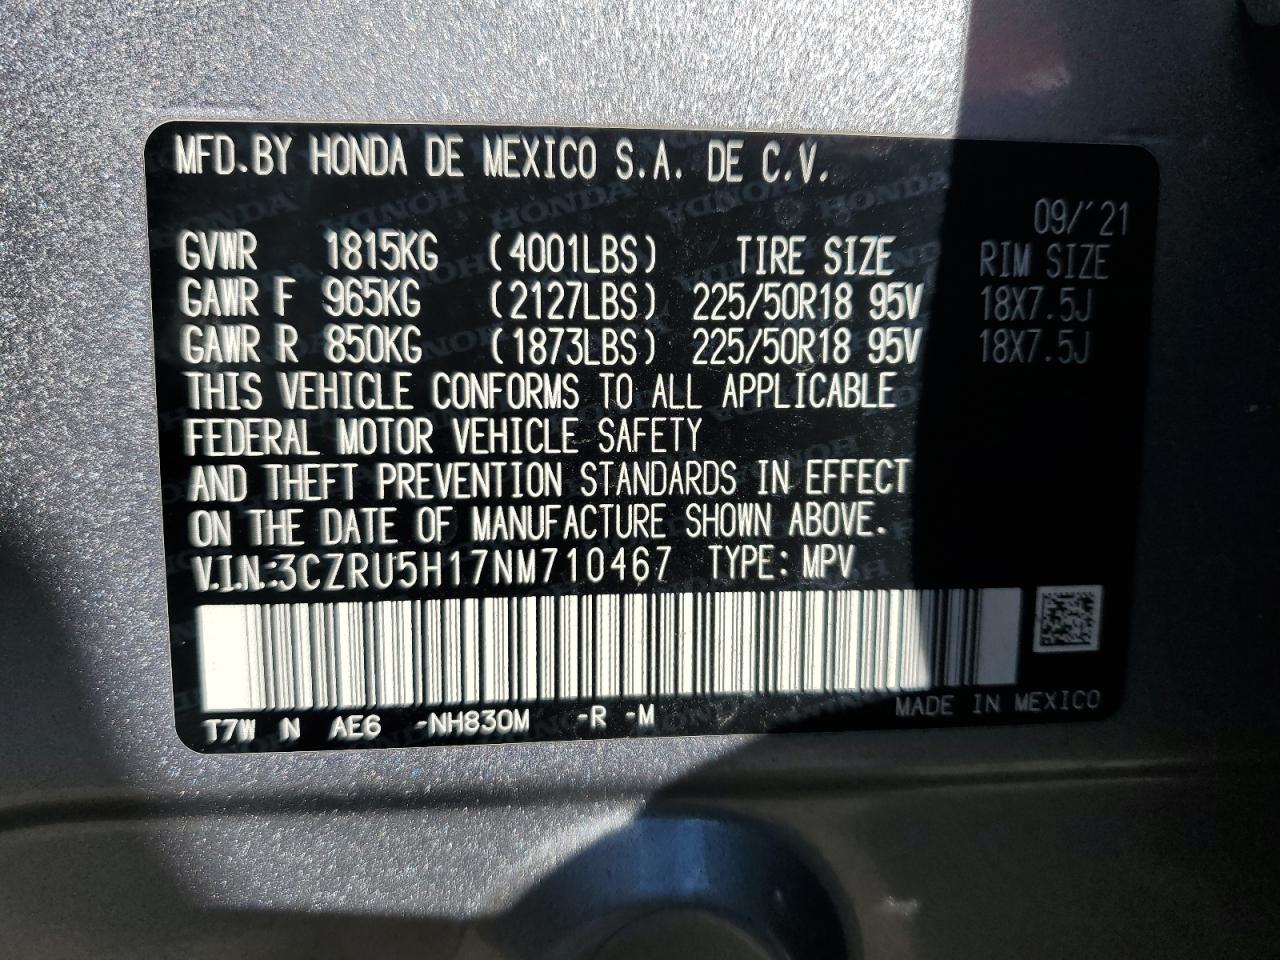 MFD.BY HONDA DE MEXICO S.A. DE C.V.
09/'21
GVWR 1815KG (4001LBS) TIRE SIZE RIM SIZE
GAWR F 965KG (2127LBS) 225/50R18 95V 18X7.5J
GAWR R 850KG (1873LBS) 225/50R18 95V 18X7.5J
THIS VEHICLE CONFORMS TO ALL APPLICABLE
FEDERAL MOTOR VEHICLE SAFETY
AND THEFT PREVENTION STANDARDS IN EFFECT
ON THE DATE OF MANUFACTURE SHOWN ABOVE.
V.I.N.:3CZRU5H17NM710467 TYPE: MPV
T7W N AE6 -NH830M -R -M MADE IN MEXICO